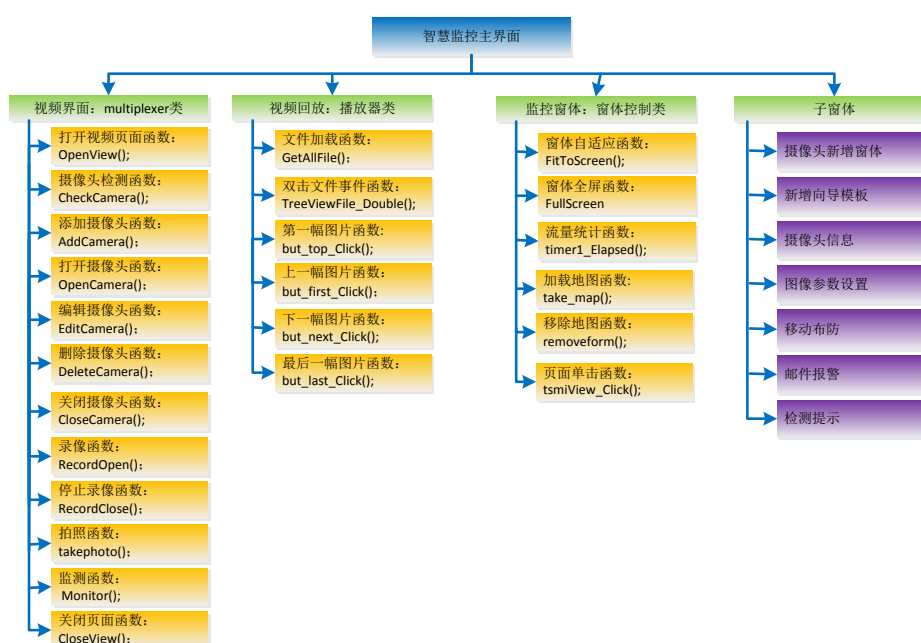 智慧监控主界面
视频界面：multiplexer类
打开视频页面函数：
OpenView();
摄像头检测函数：
CheckCamera();
添加摄像头函数：
AddCamera();
打开摄像头函数：
OpenCamera();
编辑摄像头函数：
EditCamera();
删除摄像头函数：
DeleteCamera();
关闭摄像头函数：
CloseCamera();
录像函数：
RecordOpen();
停止录像函数：
RecordClose();
拍照函数：
takephoto();
监测函数：
Monitor();
关闭页面函数：
CloseView();
视频回放：播放器类
文件加载函数：
GetAllFile();
双击文件事件函数：
TreeViewFile_Double();
第一幅图片函数:
but_top_Click();
上一幅图片函数：
but_first_Click();
下一幅图片函数：
but_next_Click();
最后一幅图片函数：
but_last_Click();
监控窗体：窗体控制类
窗体自适应函数：
FitToScreen();
窗体全屏函数：
FullScreen
流量统计函数：
timer1_Elapsed();
加载地图函数:
take_map();
移除地图函数：
removeform();
页面单击函数：
tsmiView_Click();
子窗体
摄像头新增窗体
新增向导模板
摄像头信息
图像参数设置
移动布防
邮件报警
检测提示